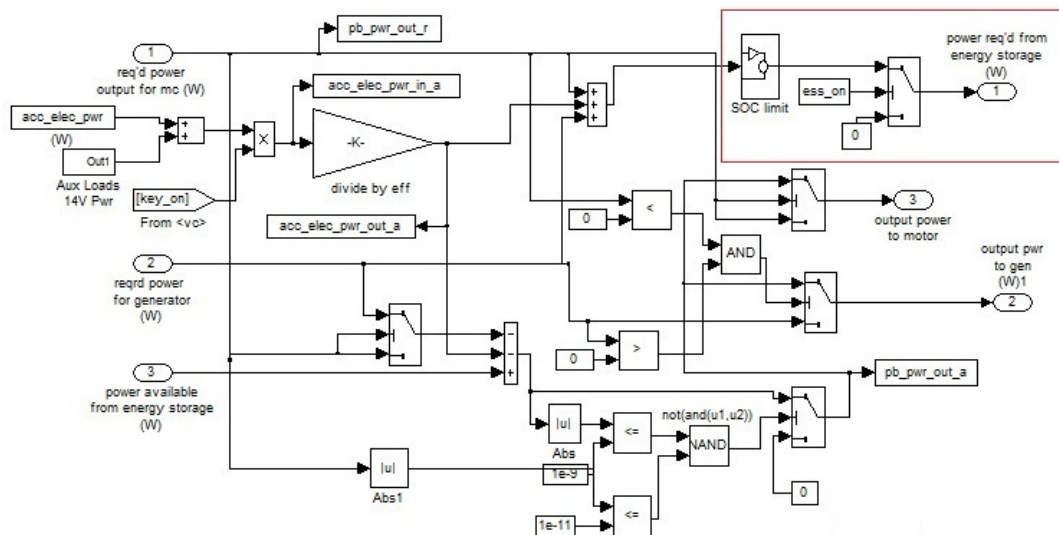 pb_pwr_out_r
1
req'd power
output for mc (W)
acc_elec_pwr_in_a
acc_elec_pwr
(W)
+
+
Out1
Aux Loads
14V Pwr
X
-K-
divide by eff
[key_on]
From <vc>
acc_elec_pwr_out_a
2
reqrd power
for generator
(W)
3
power available
from energy storage
(W)
-
-
+
|u|
Abs1
|u|
Abs
1e-9
1e-11
<=
<=
not(and(u1,u2))
NAND
0
+
+
+
SOC limit
ess_on
0
power req'd from
energy storage
(W)
1
0
<
AND
0
>
3
output power
to motor
output pwr
to gen
(W)1
2
pb_pwr_out_a